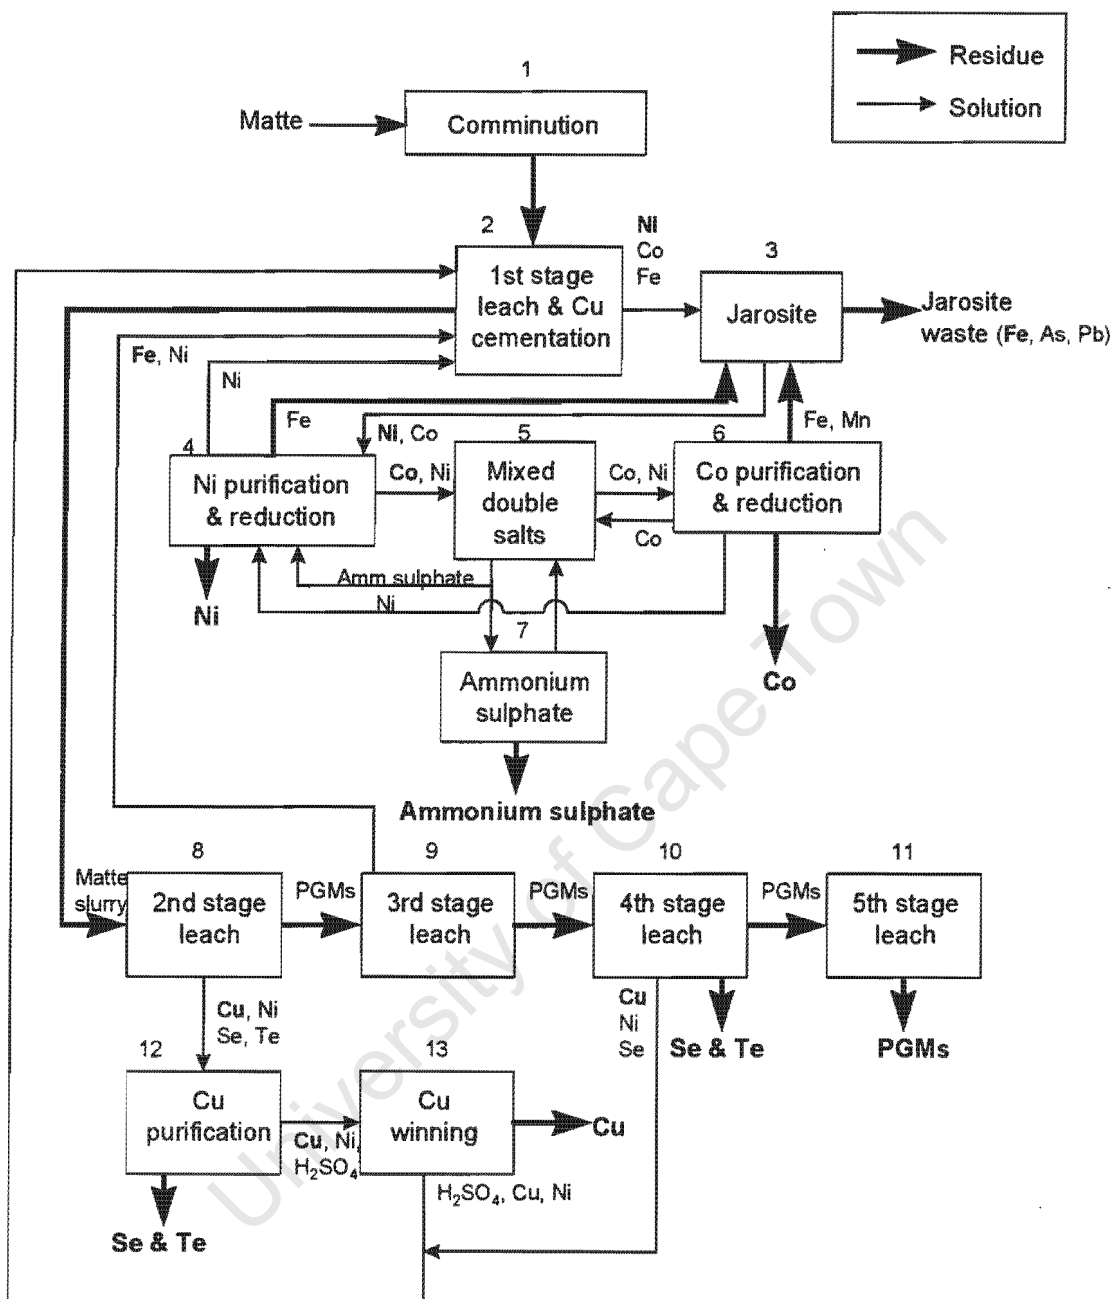 Residue
Solution
1
Matte
Comminution
2
Ni
Co
Fe
3
1st stage
leach & Cu
cementation
Jarosite
Jarosite
waste (Fe, As, Pb)
Fe, Ni
Ni
Fe
Fe, Mn
4
Ni, Co
5
6
Ni purification
& reduction
Co, Ni
Mixed
double
salts
Co, Ni
Co
Co purification
& reduction
Amm sulphate
Ni
Ni
7
Co
Ammonium
sulphate
Ammonium sulphate
8
9
10
11
Matte
slurry
2nd stage
leach
PGMs
3rd stage
leach
PGMs
4th stage
leach
PGMs
5th stage
leach
Cu, Ni
Se, Te
Cu
Ni
Se
Se & Te
PGMs
12
13
Cu
purification
Cu, Ni,
H₂SO₄
Cu
winning
Cu
H₂SO₄, Cu, Ni
Se & Te
University of Cape Town